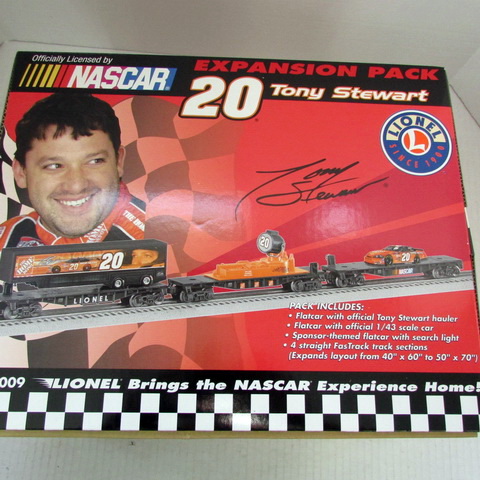 Officially Licensed by
NASCAR
EXPANSION PACK
20 Tony Stewart
LIONEL
SINCE 1900
Tony Stewart
20
20
LIONEL
NASCAR
PACK INCLUDES:
• Flatcar with official Tony Stewart hauler
• Flatcar with official 1/43 scale car
• Sponsor-themed flatcar with search light
• 4 straight FasTrack track sections
(Expands layout from 40" x 60" to 50" x 70")
009
LIONEL Brings the NASCAR Experience Home!